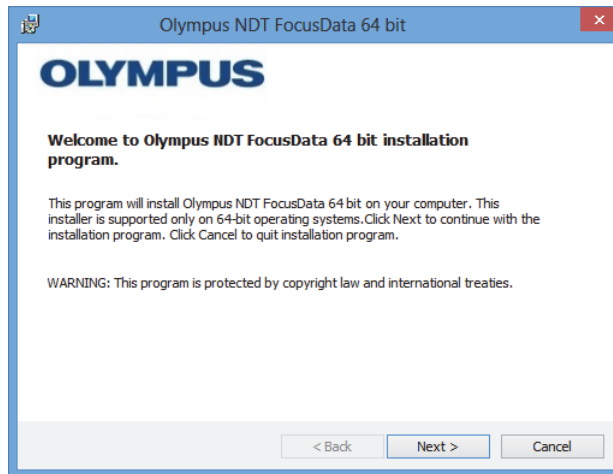 Olympus NDT FocusData 64 bit
OLYMPUS
Welcome to Olympus NDT FocusData 64 bit installation
program.
This program will install Olympus NDT FocusData 64 bit on your computer. This
installer is supported only on 64-bit operating systems.Click Next to continue with the
installation program. Click Cancel to quit installation program.
WARNING: This program is protected by copyright law and international treaties.
< Back Next > Cancel